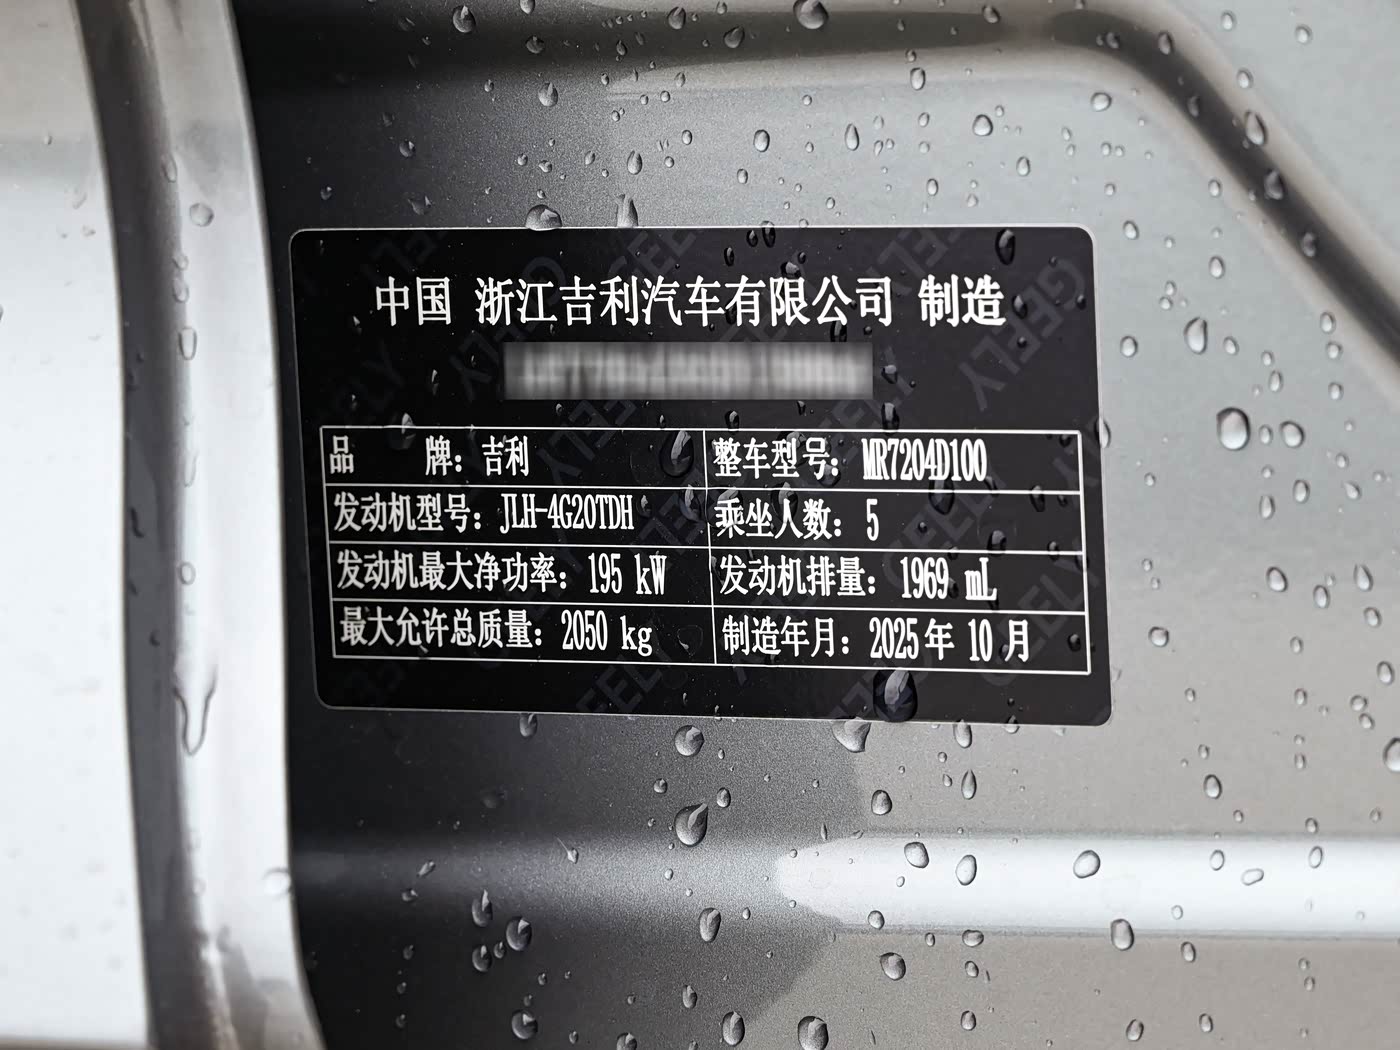 中国 浙江吉利汽车有限公司 制造
品 牌：吉利 整车型号：MR7204D100
发动机型号：JLH-4G20TDH 乘坐人数：5
发动机最大净功率：195 kW 发动机排量：1969 mL
最大允许总质量：2050 kg 制造年月：2025年 10 月